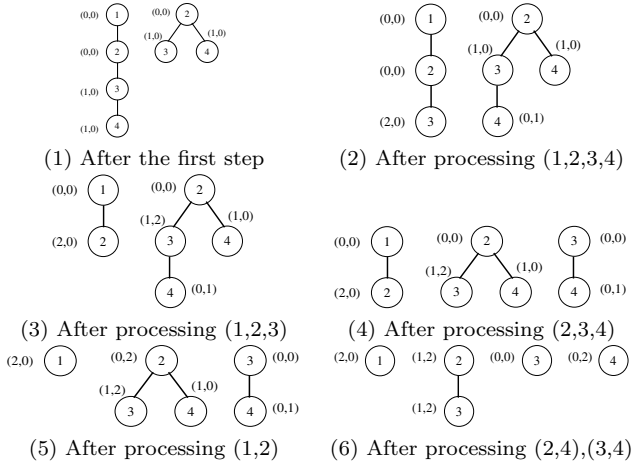 (0,0) 1 (0,0) 2
(0,0) 2 (1,0) 3 (1,0) 4
(1,0) 3
(1,0) 4
(1) After the first step
(0,0) 1 (0,0) 2
(0,0) 2 (1,0) 3 (1,0) 4
(2,0) 3 4 (0,1)
(2) After processing (1,2,3,4)
(0,0) 1 (0,0) 2
(2,0) 2 (1,2) 3 (1,0) 4
4 (0,1)
(3) After processing (1,2,3)
(0,0) 1 (0,0) 2 3 (0,0)
(2,0) 2 (1,2) 3 (1,0) 4 4 (0,1)
(4) After processing (2,3,4)
(2,0) 1 (0,2) 2 3 (0,0)
(1,2) 3 (1,0) 4 4 (0,1)
(5) After processing (1,2)
(2,0) 1 (1,2) 2 (0,0) 3 (0,2) 4
(1,2) 3
(6) After processing (2,4),(3,4)